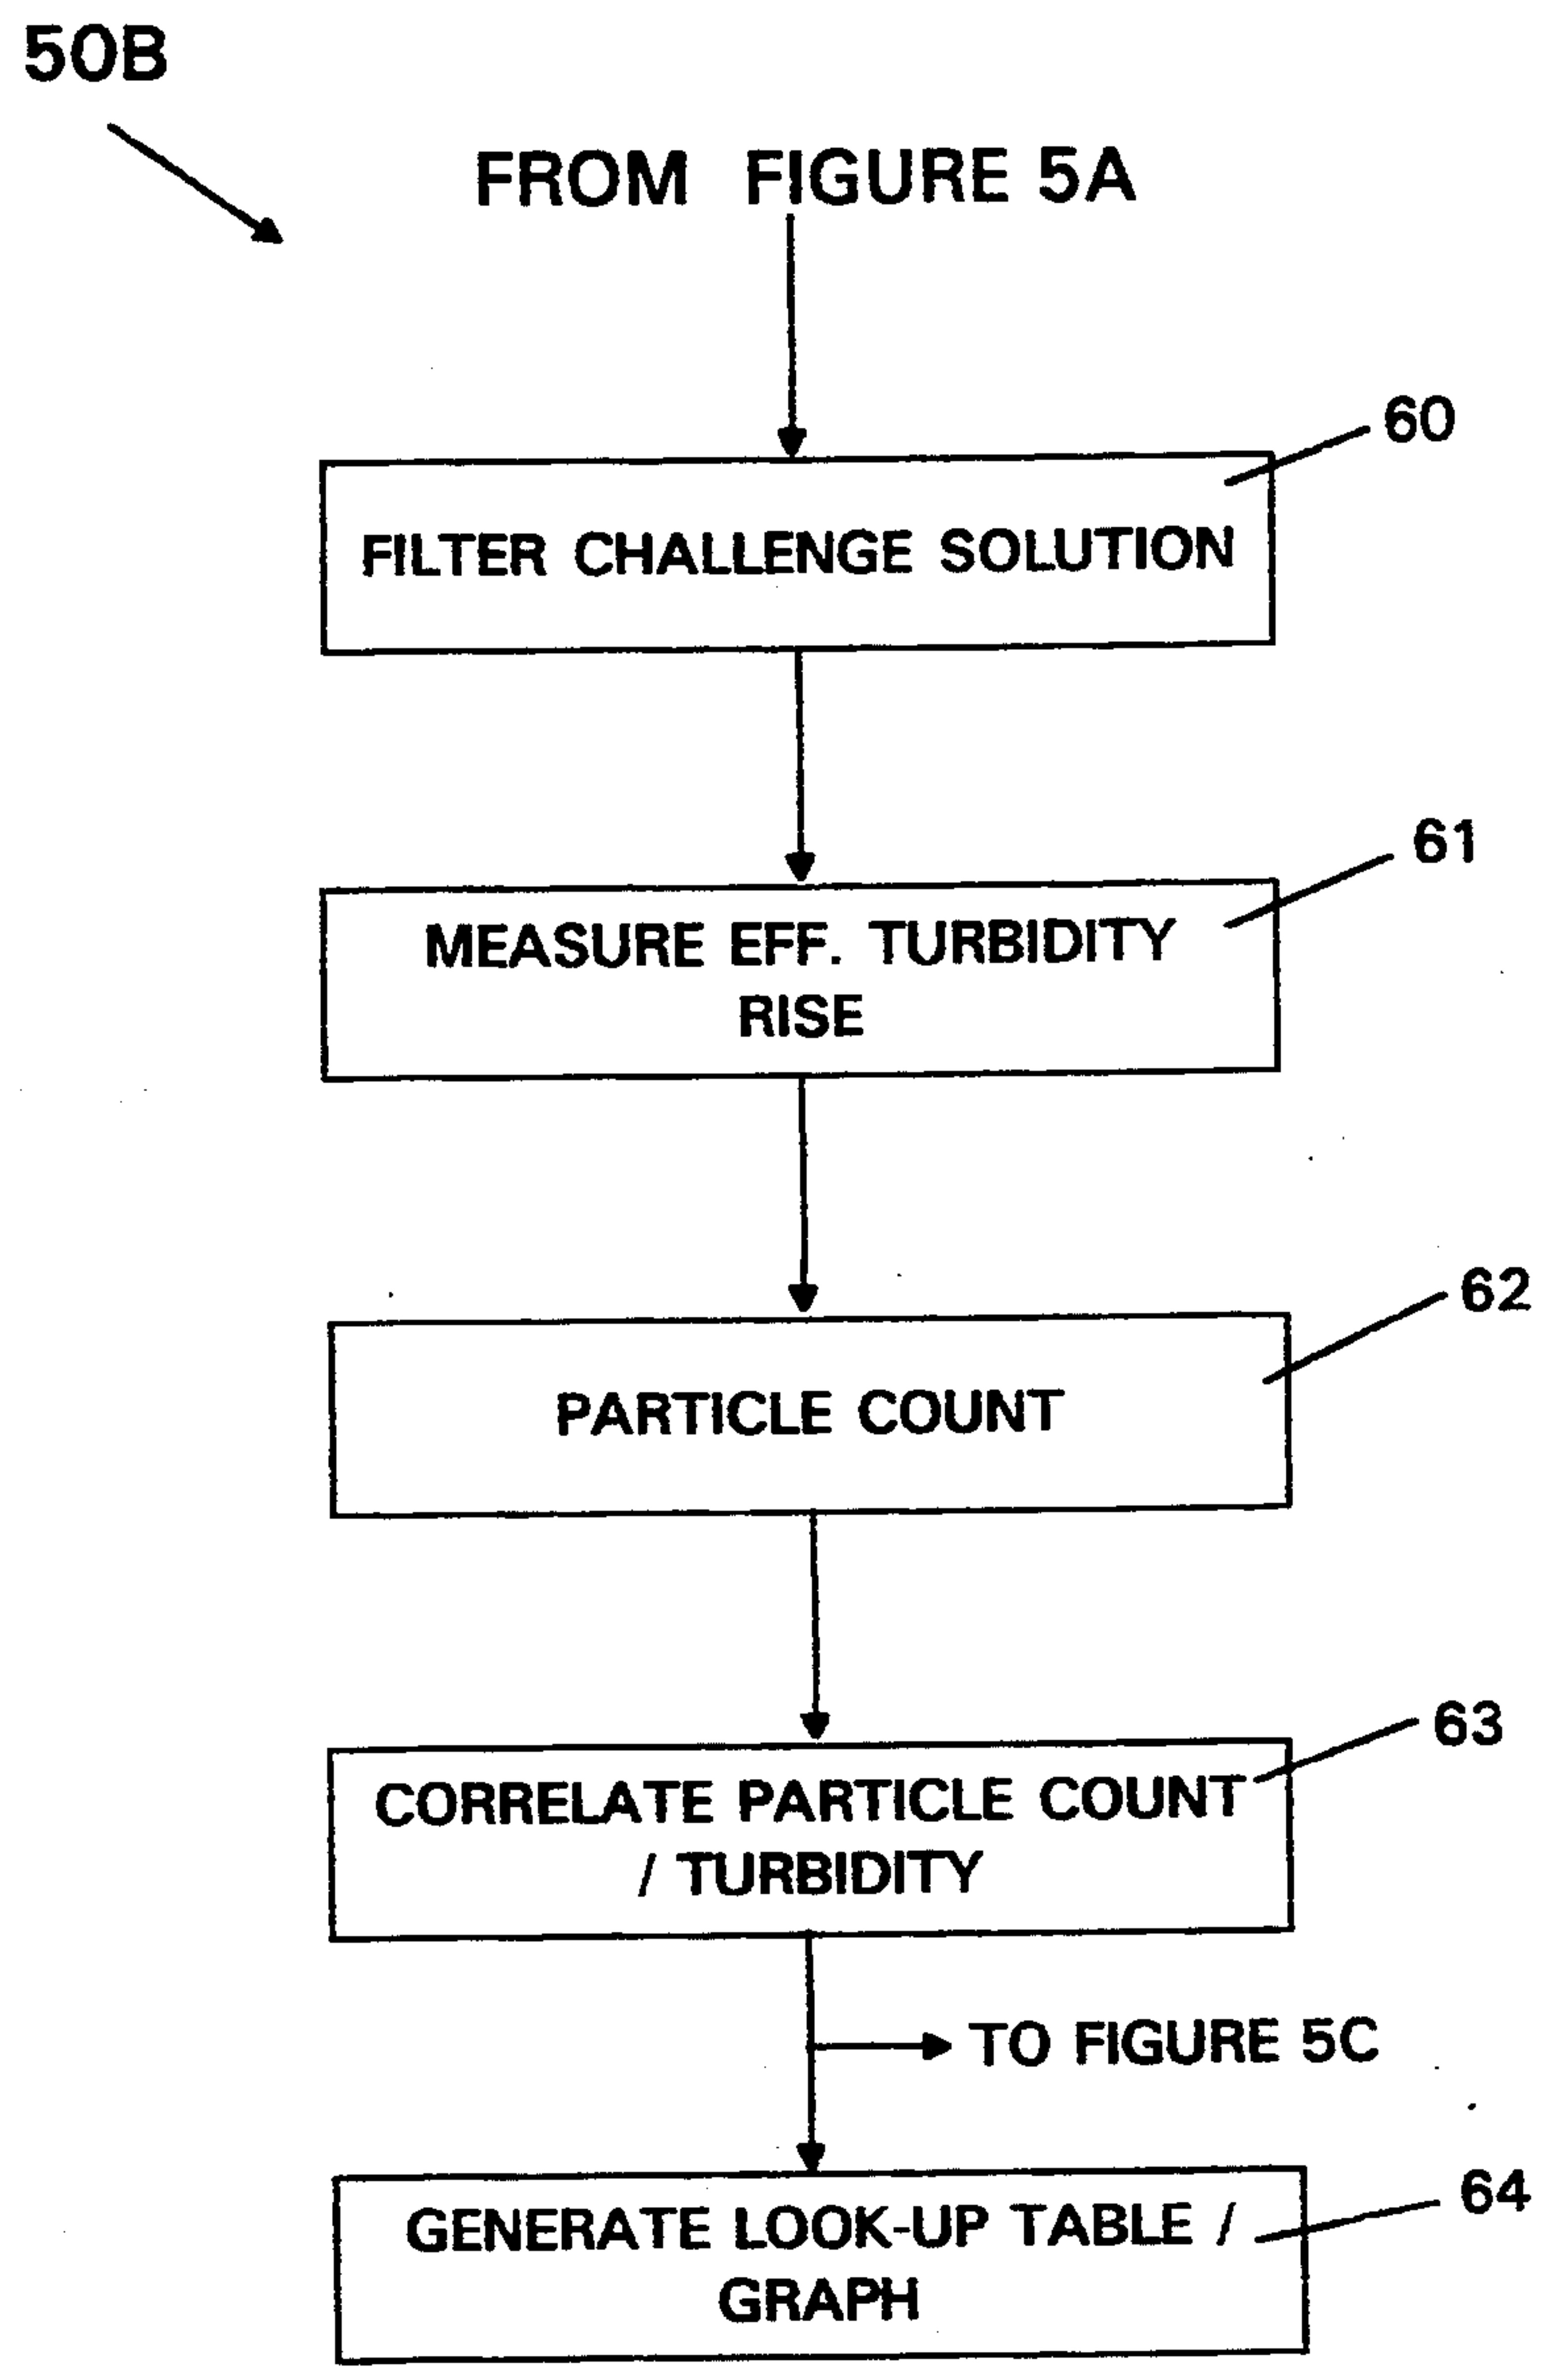 50B
FROM FIGURE 5A
60
FILTER CHALLENGE SOLUTION
61
MEASURE EFF. TURBIDITY
RISE
62
PARTICLE COUNT
63
CORRELATE PARTICLE COUNT
/ TURBIDITY
TO FIGURE 5C
64
GENERATE LOOK-UP TABLE /
GRAPH